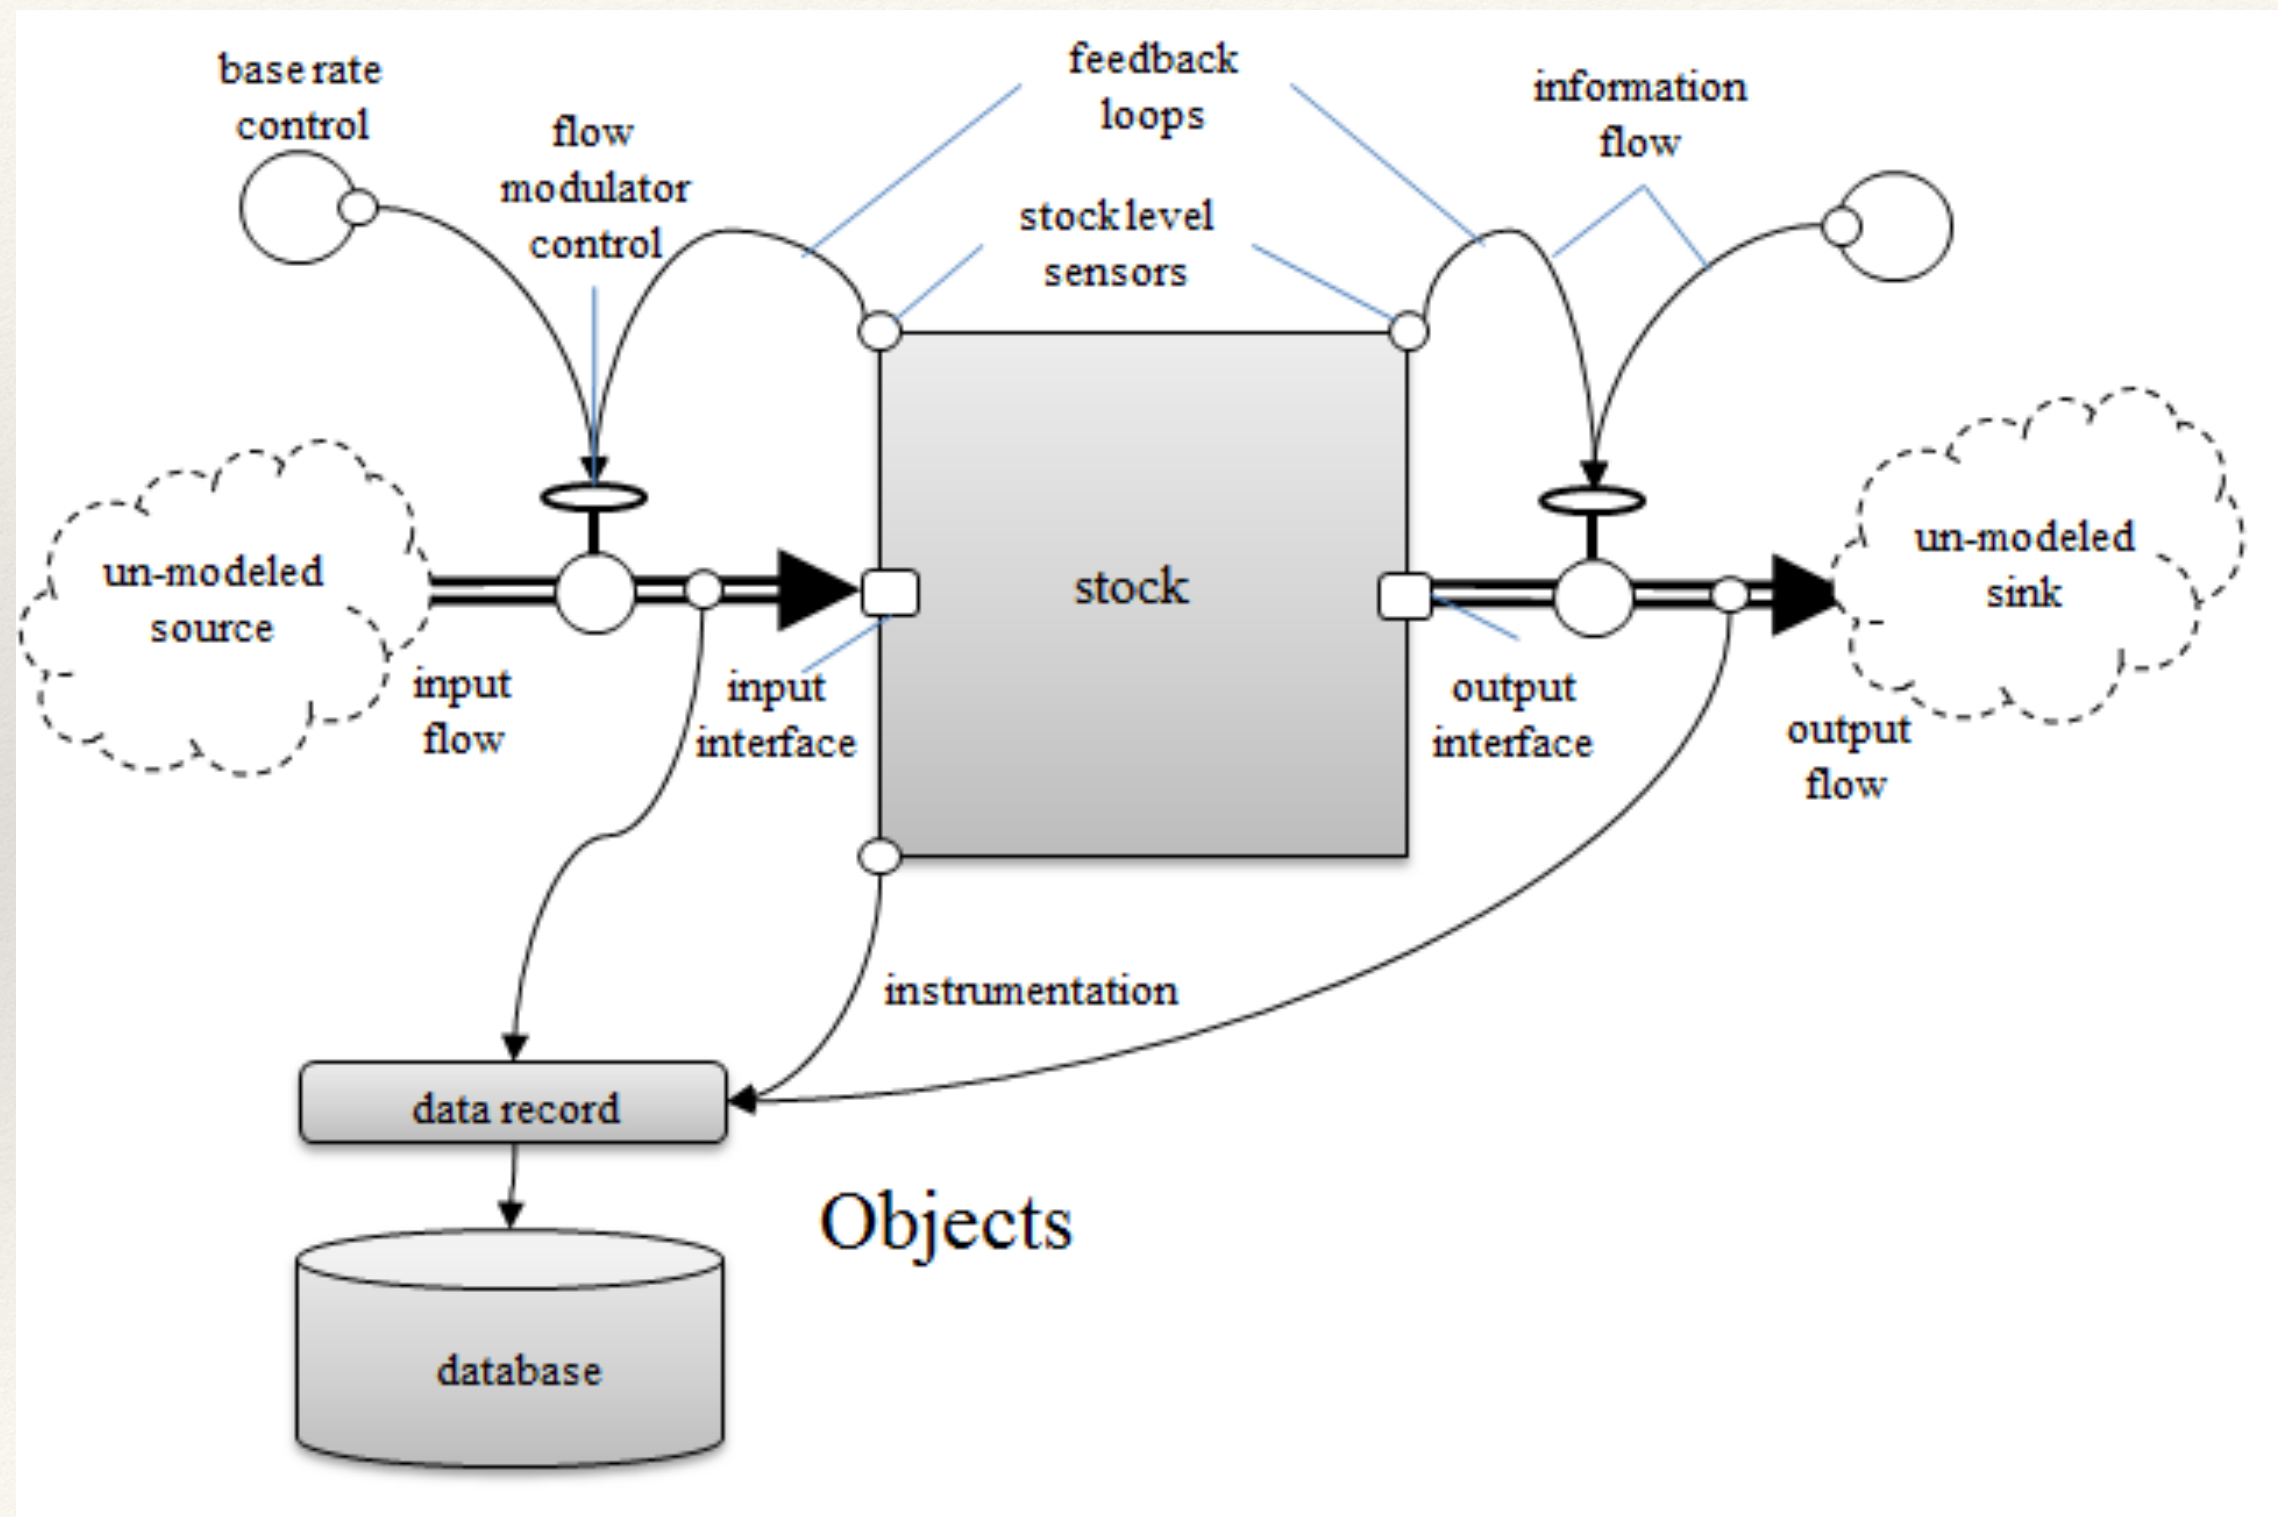 base rate
control
flow
modulator
control
feedback
loops
information
flow
stock level
sensors
un-modeled
source
stock
un-modeled
sink
input
flow
input
interface
output
interface
output
flow
instrumentation
data record
Objects
database